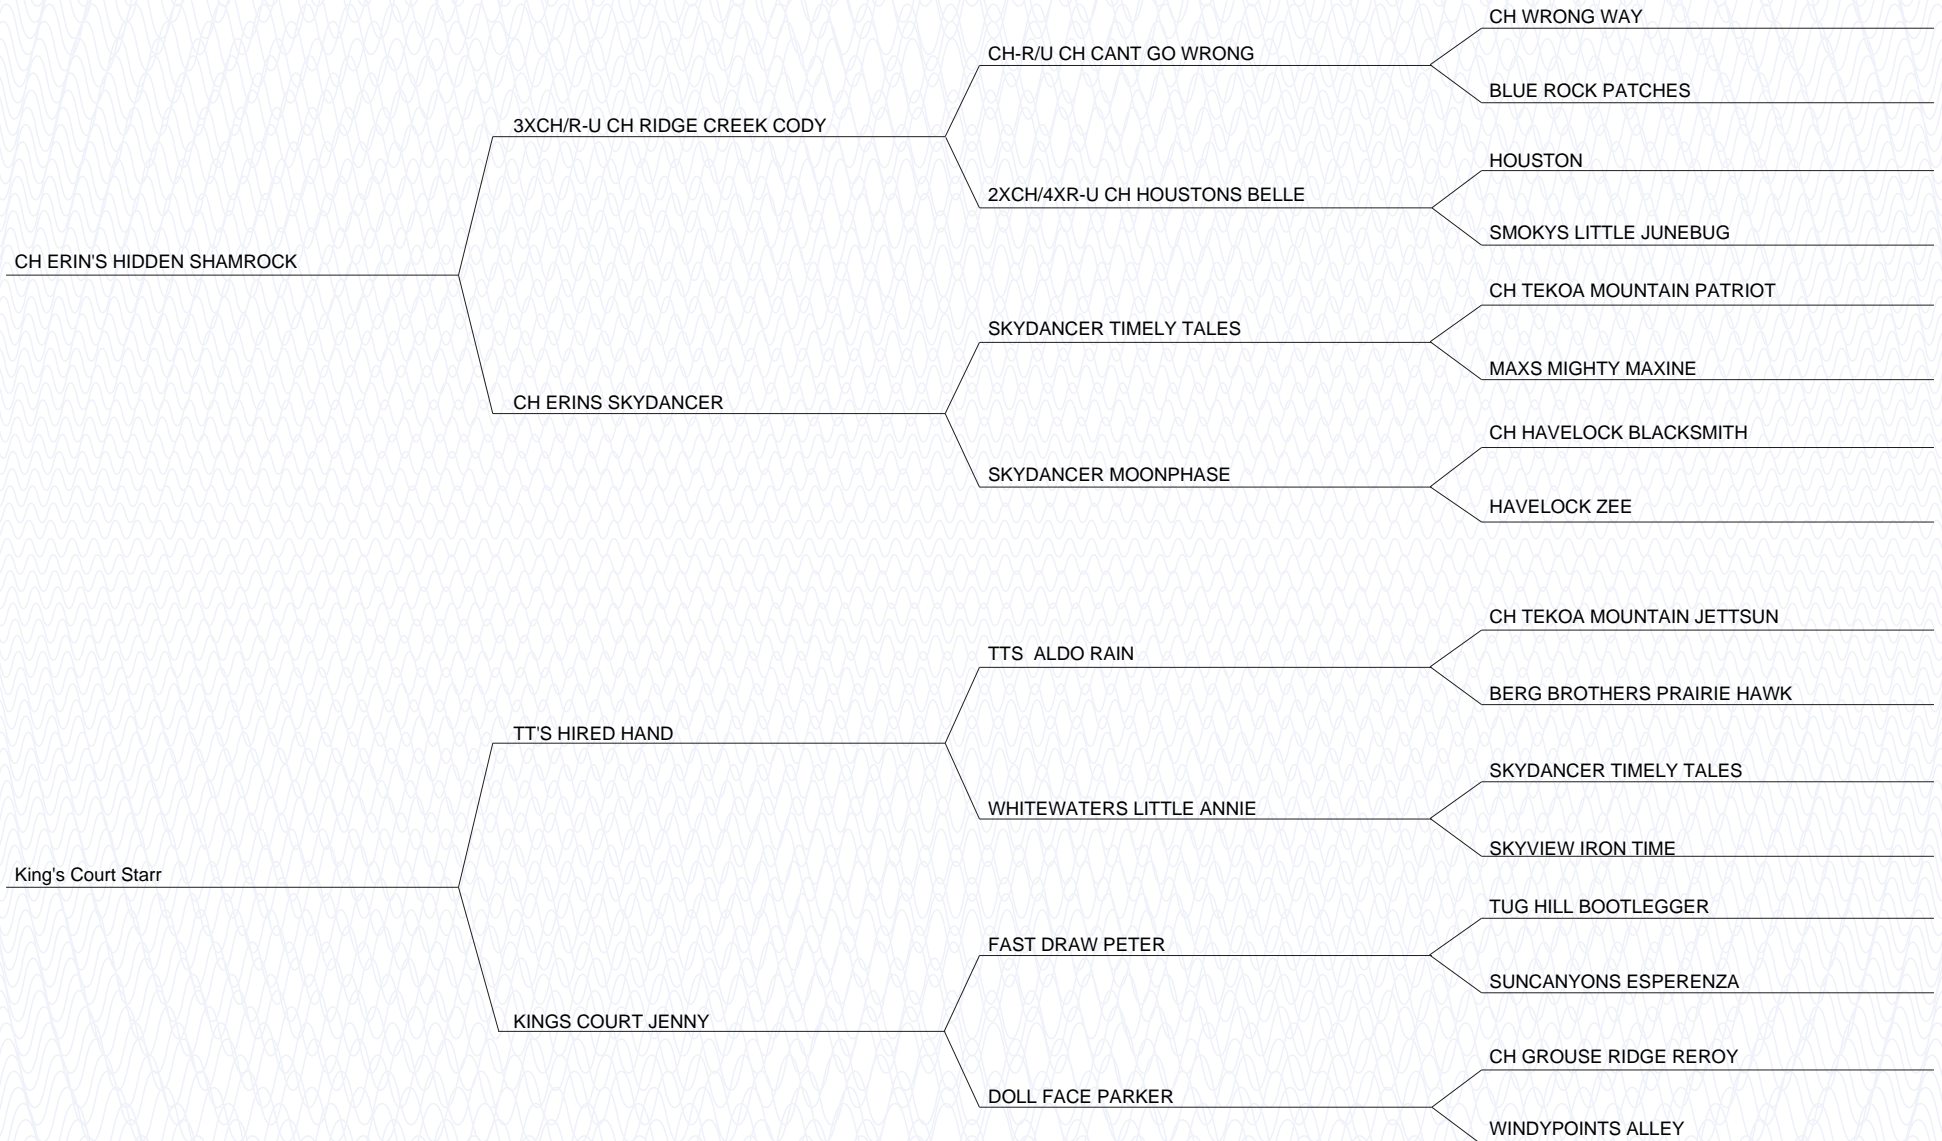 CH WRONG WAY
CH-R/U CH CANT GO WRONG
BLUE ROCK PATCHES
3XCH/R-U CH RIDGE CREEK CODY
HOUSTON
2XCH/4XR-U CH HOUSTONS BELLE
SMOKYS LITTLE JUNEBUG
CH ERIN'S HIDDEN SHAMROCK
CH TEKOA MOUNTAIN PATRIOT
SKYDANCER TIMELY TALES
MAXS MIGHTY MAXINE
CH ERINS SKYDANCER
CH HAVELOCK BLACKSMITH
SKYDANCER MOONPHASE
HAVELOCK ZEE
CH TEKOA MOUNTAIN JETTSUN
TTS  ALDO RAIN
BERG BROTHERS PRAIRIE HAWK
TT'S HIRED HAND
SKYDANCER TIMELY TALES
WHITEWATERS LITTLE ANNIE
SKYVIEW IRON TIME
King's Court Starr
TUG HILL BOOTLEGGER
FAST DRAW PETER
SUNCANYONS ESPERENZA
KINGS COURT JENNY
CH GROUSE RIDGE REROY
DOLL FACE PARKER
WINDYPOINTS ALLEY